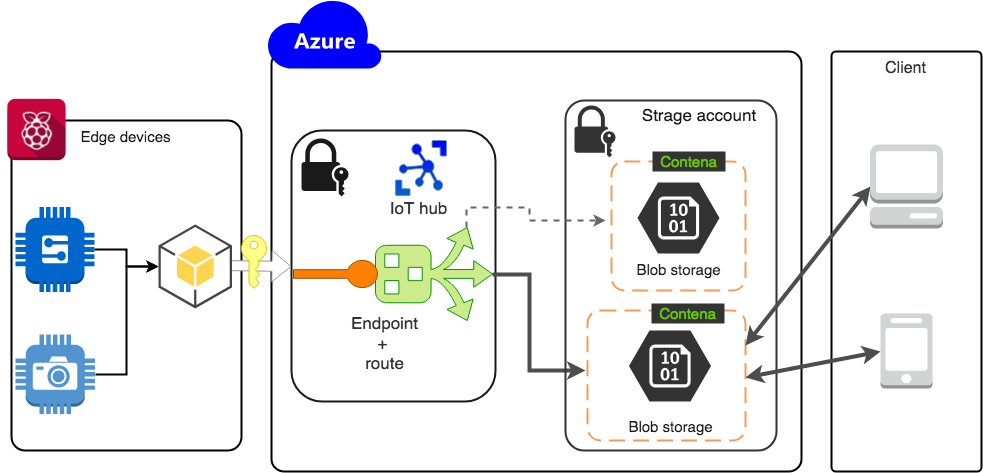 Azure
Client
Edge devices
Strage account
Contena
IoT hub
10
01
Blob storage
Contena
Endpoint
+
route
10
01
Blob storage